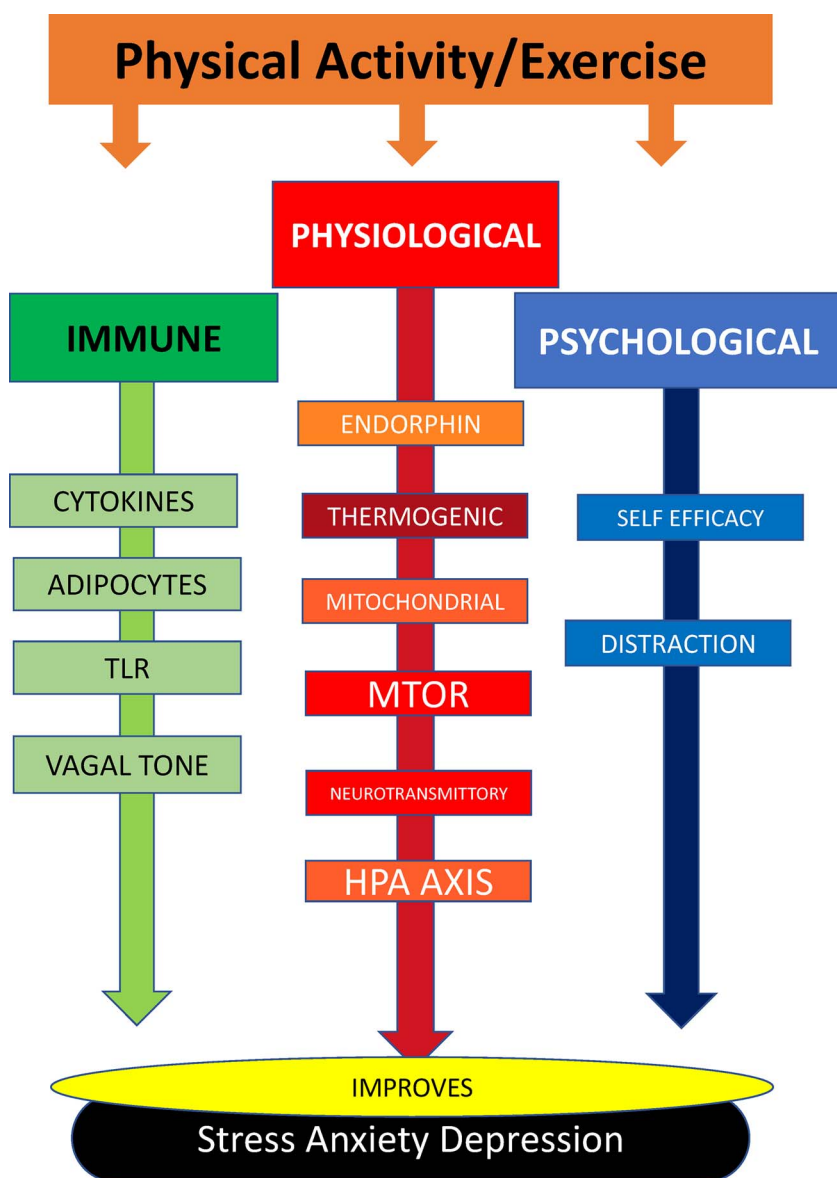 Physical Activity/Exercise
PHYSIOLOGICAL
IMMUNE
PSYCHOLOGICAL
ENDORPHIN
CYTOKINES
THERMOGENIC
SELF EFFICACY
ADIPOCYTES
MITOCHONDRIAL
DISTRACTION
TLR
MTOR
VAGAL TONE
NEUROTRANSMITTORY
HPA AXIS
IMPROVES
Stress Anxiety Depression